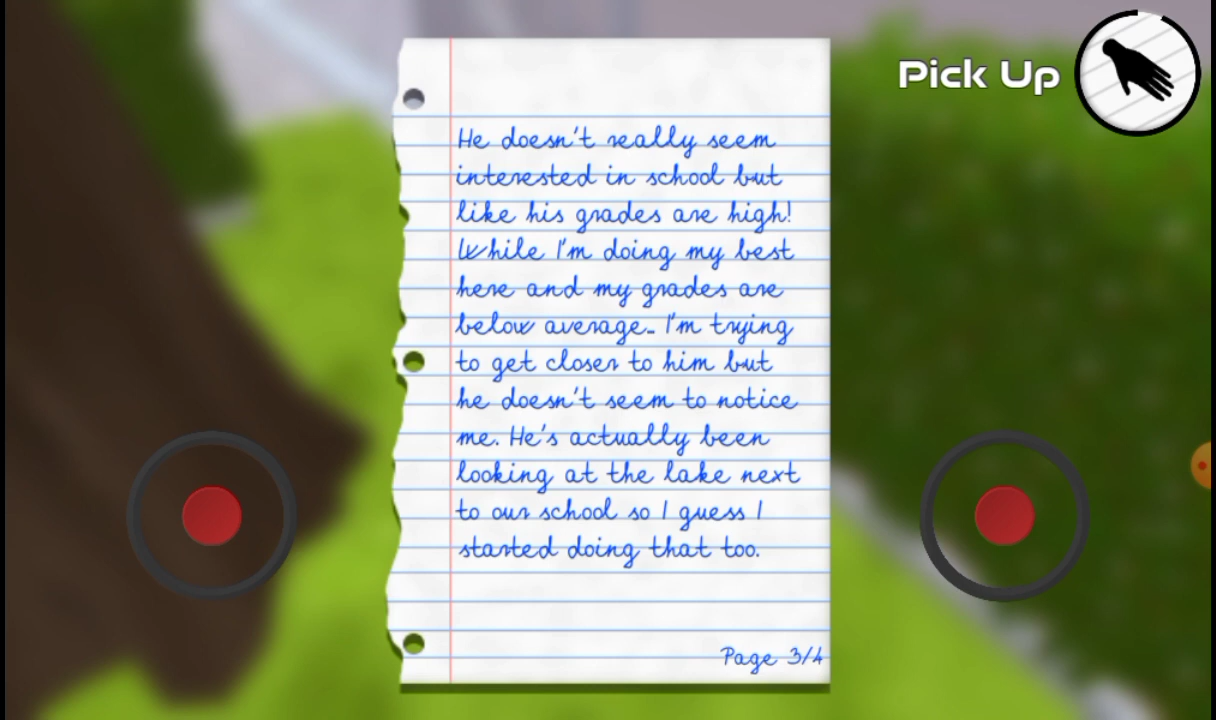 Pick Up
He doesn't really seem
interested in school but
like his grades are high!
While I'm doing my best
here and my grades are
below average.. I'm trying
to get closer to him but
he doesn't seem to notice
me. He's actually been
looking at the lake next
to our school so I guess I
started doing that too.
Page 3/4